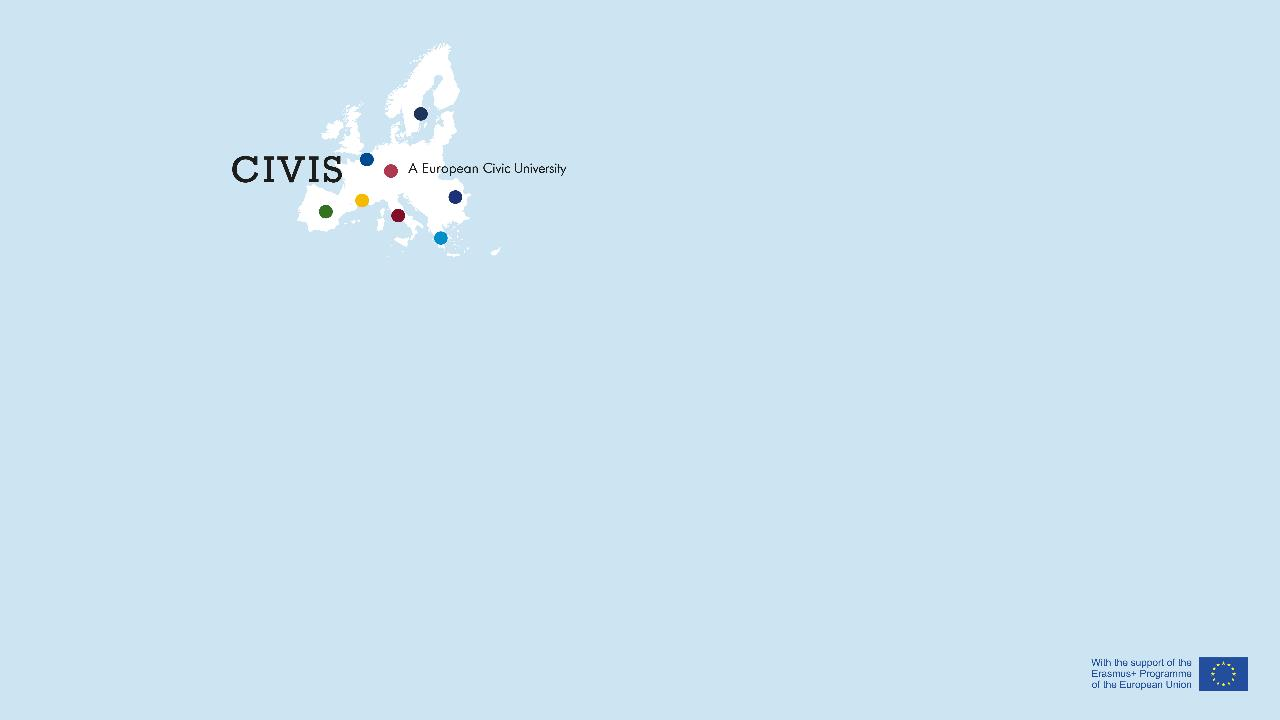 CIVIS
A European Civic University
With the support of the
Erasmus+ Programme
of the European Union